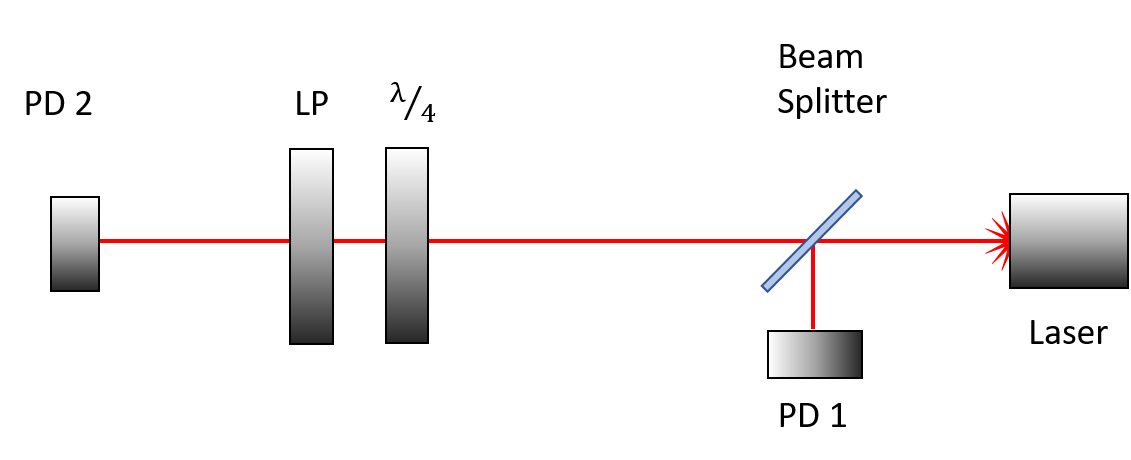 Beam
Splitter
PD 2
LP
λ/4
Laser
PD 1